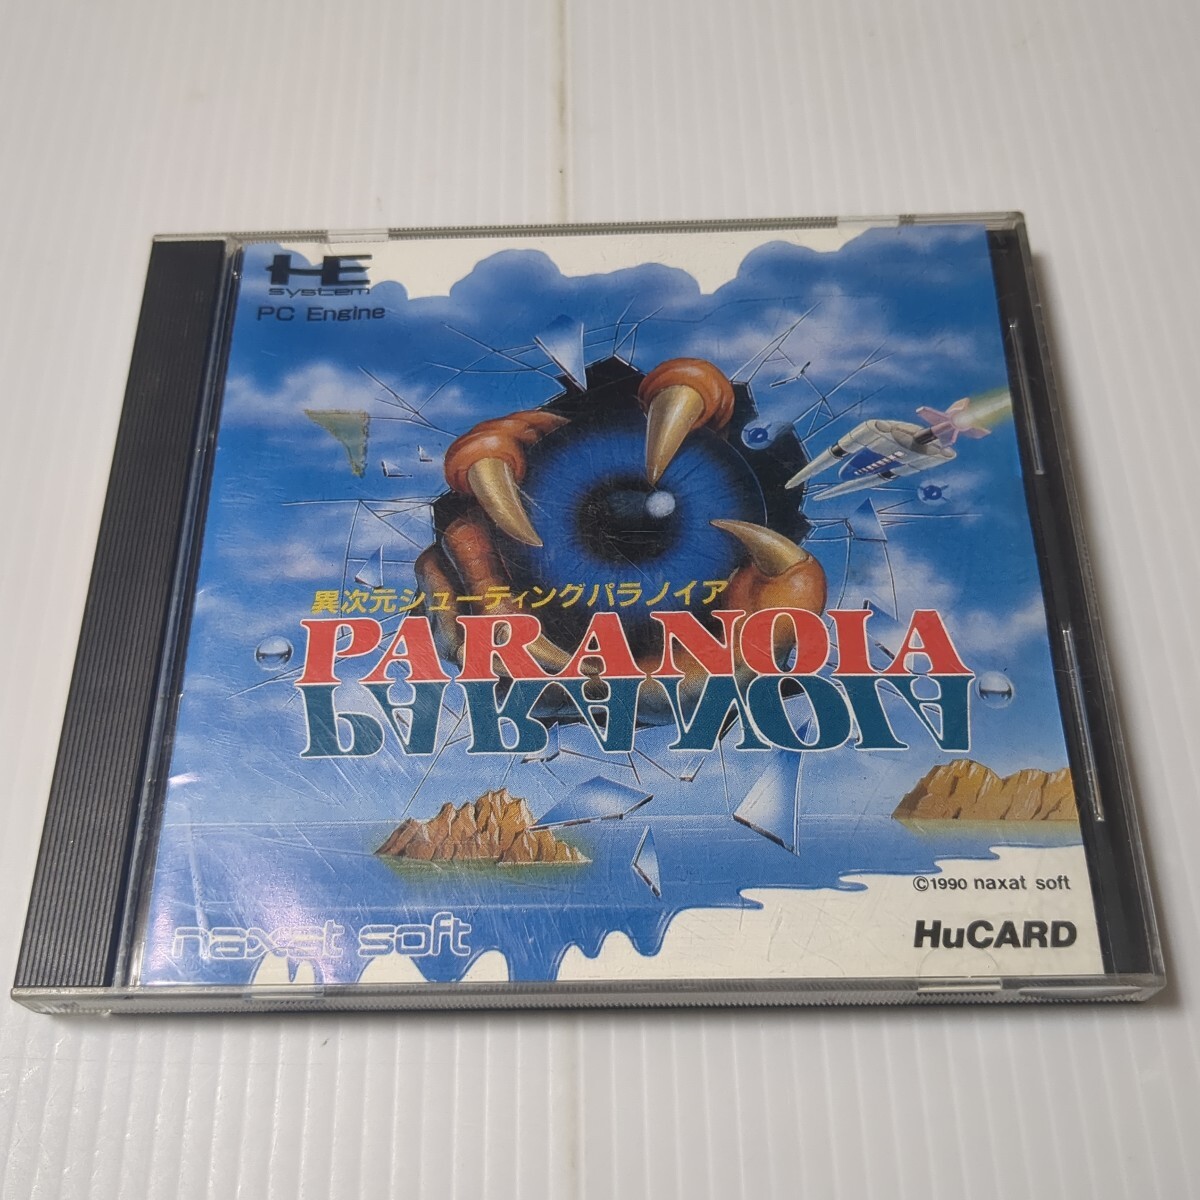 HE
system
PC Engine
異次元シューティングパラノイア
PARANOIA
PARANOIA
©1990 naxat soft
naxat soft
HuCARD